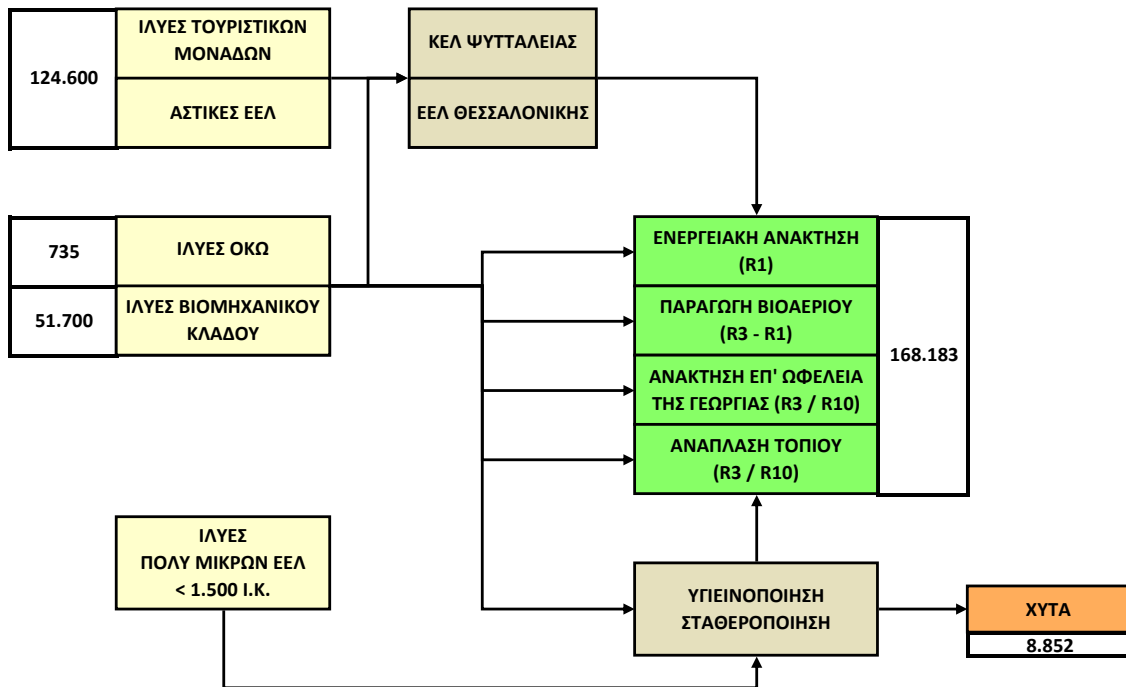 124.600
ΙΛΥΕΣ ΤΟΥΡΙΣΤΙΚΩΝ
ΜΟΝΑΔΩΝ
ΑΣΤΙΚΕΣ ΕΕΛ
ΚΕΛ ΨΥΤΤΑΛΕΙΑΣ
ΕΕΛ ΘΕΣΣΑΛΟΝΙΚΗΣ
735
ΙΛΥΕΣ ΟΚΩ
51.700
ΙΛΥΕΣ ΒΙΟΜΗΧΑΝΙΚΟΥ
ΚΛΑΔΟΥ
ΕΝΕΡΓΕΙΑΚΗ ΑΝΑΚΤΗΣΗ
(R1)
ΠΑΡΑΓΩΓΗ ΒΙΟΑΕΡΙΟΥ
(R3 - R1)
ΑΝΑΚΤΗΣΗ ΕΠ' ΩΦΕΛΕΙΑ
ΤΗΣ ΓΕΩΡΓΙΑΣ (R3 / R10)
ΑΝΑΠΛΑΣΗ ΤΟΠΙΟΥ
(R3 / R10)
168.183
ΙΛΥΕΣ
ΠΟΛΥ ΜΙΚΡΩΝ ΕΕΛ
< 1.500 Ι.Κ.
ΥΓΙΕΙΝΟΠΟΙΗΣΗ
ΣΤΑΘΕΡΟΠΟΙΗΣΗ
ΧΥΤΑ
8.852